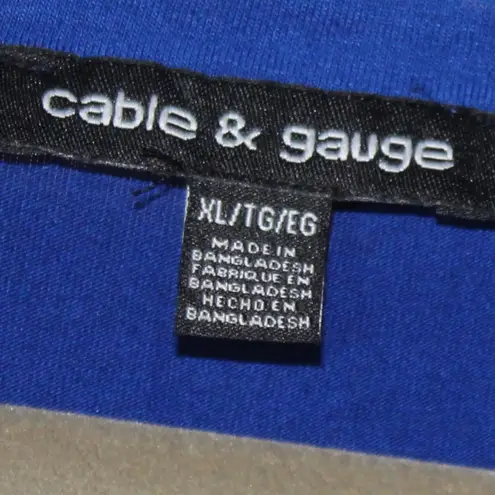 cable & gauge
XL/TG/EG
MADE IN
BANGLADESH
FABRIQUE EN
BANGLADESH
HECHO EN
BANGLADESH